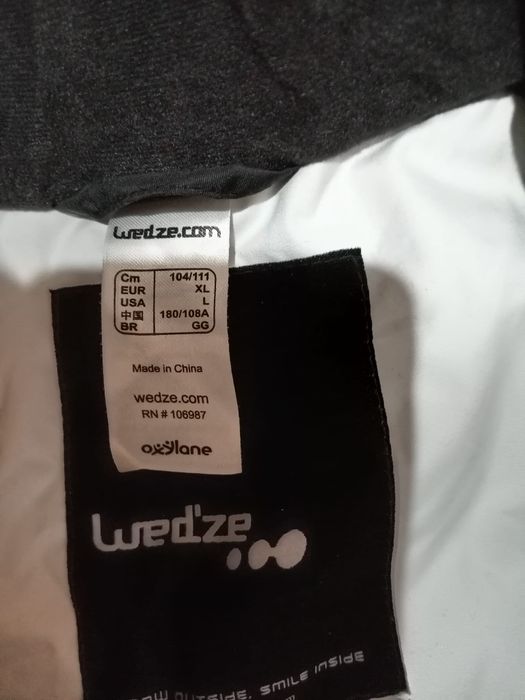 wedze.com
Cm 104/111
EUR XL
USA L
中国 180/108A
BR GG
Made in China
wedze.com
RN # 106987
oxylane
wed'ze
OUTSIDE. SMILE INSIDE